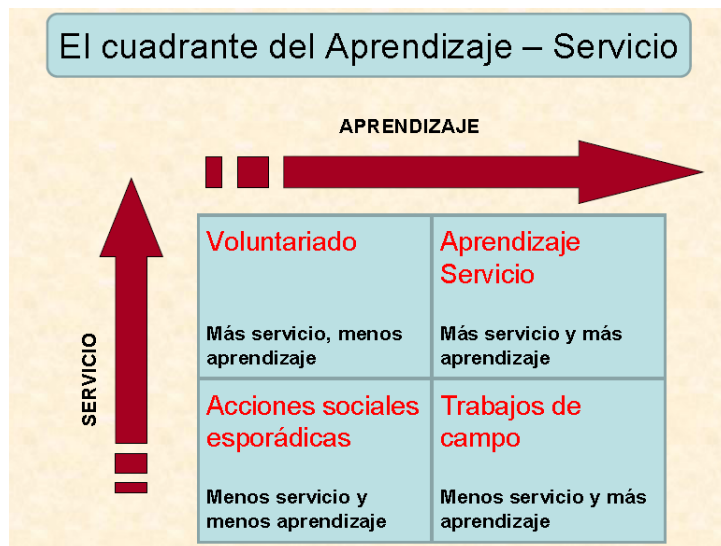 El cuadrante del Aprendizaje – Servicio
APRENDIZAJE
SERVICIO
Voluntariado
Más servicio, menos
aprendizaje
Aprendizaje
Servicio
Más servicio y más
aprendizaje
Acciones sociales
esporádicas
Menos servicio y
menos aprendizaje
Trabajos de
campo
Menos servicio y más
aprendizaje